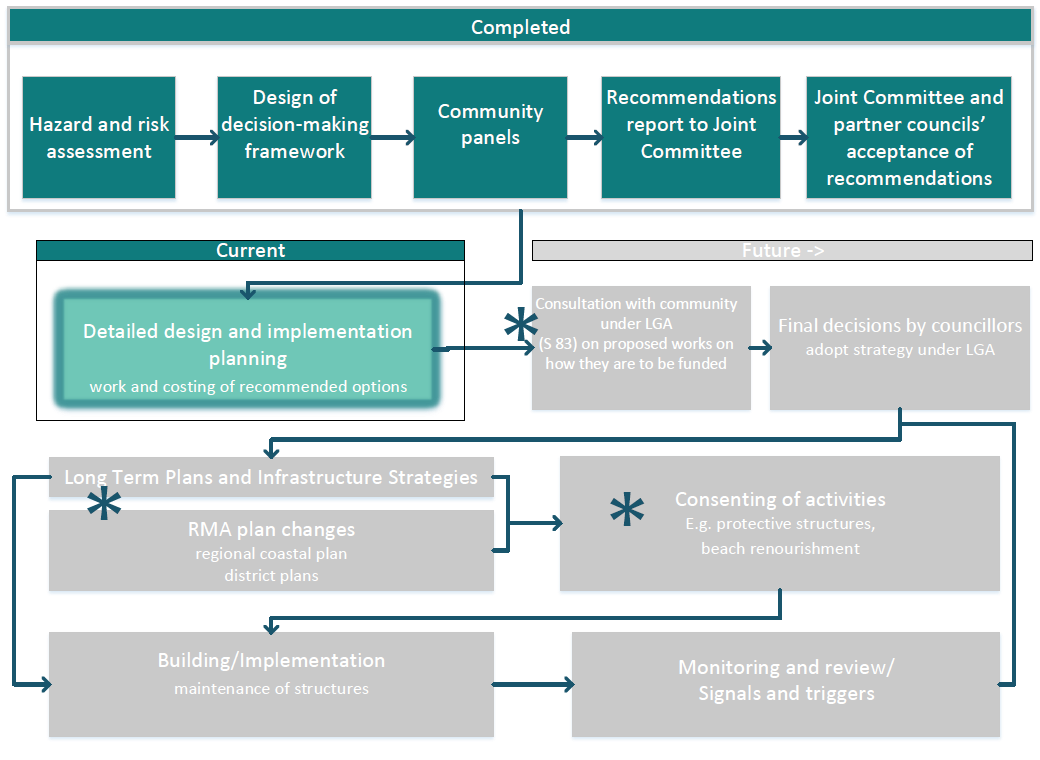 Completed
Hazard and risk
assessment
Design of
decision-making
framework
Community
panels
Recommendations
report to Joint
Committee
Joint Committee and
partner councils’
acceptance of
recommendations
Current
Future ->
Detailed design and implementation
planning
work and costing of recommended options
*
Consultation with community
under LGA
(S 83) on proposed works on
how they are to be funded
Final decisions by councillors
adopt strategy under LGA
Long Term Plans and Infrastructure Strategies
*
RMA plan changes
regional coastal plan
district plans
*
Consenting of activities
E.g. protective structures,
beach renourishment
Building/Implementation
maintenance of structures
Monitoring and review/
Signals and triggers